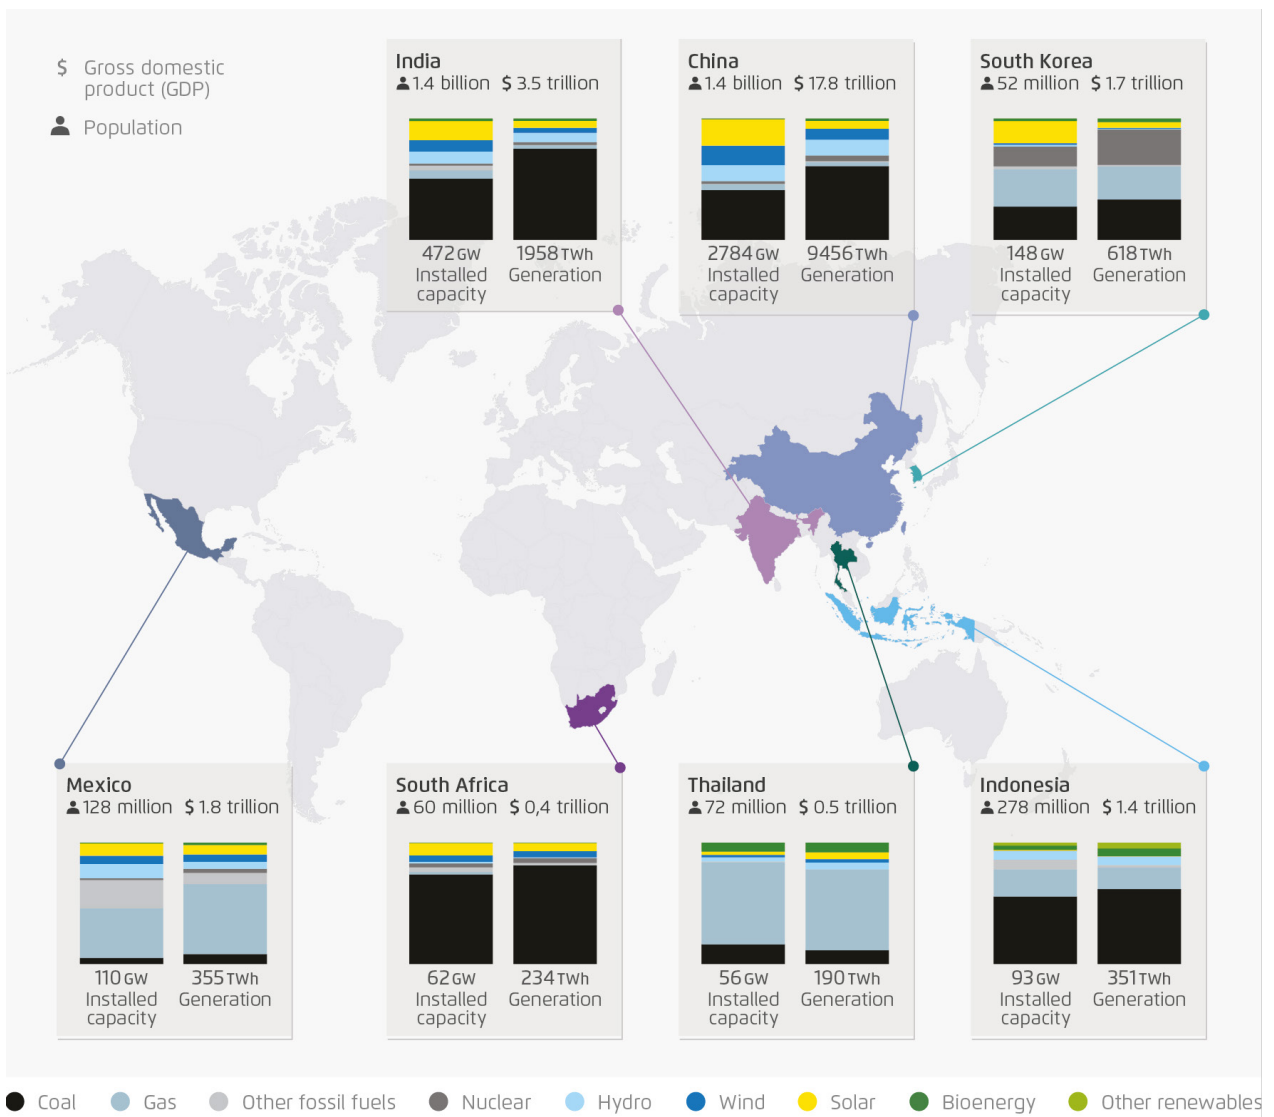 $ Gross domestic
product (GDP)
Population
India
1.4 billion $ 3.5 trillion
472 GW
Installed
capacity
1958 TWh
Generation
China
1.4 billion $ 17.8 trillion
2784 GW
Installed
capacity
9456 TWh
Generation
South Korea
52 million $ 1.7 trillion
148 GW
Installed
capacity
618 TWh
Generation
Mexico
128 million $ 1.8 trillion
110 GW
Installed
capacity
355 TWh
Generation
South Africa
60 million $ 0,4 trillion
62 GW
Installed
capacity
234 TWh
Generation
Thailand
72 million $ 0.5 trillion
56 GW
Installed
capacity
190 TWh
Generation
Indonesia
278 million $ 1.4 trillion
93 GW
Installed
capacity
351 TWh
Generation
Coal Gas Other fossil fuels Nuclear Hydro Wind Solar Bioenergy Other renewables